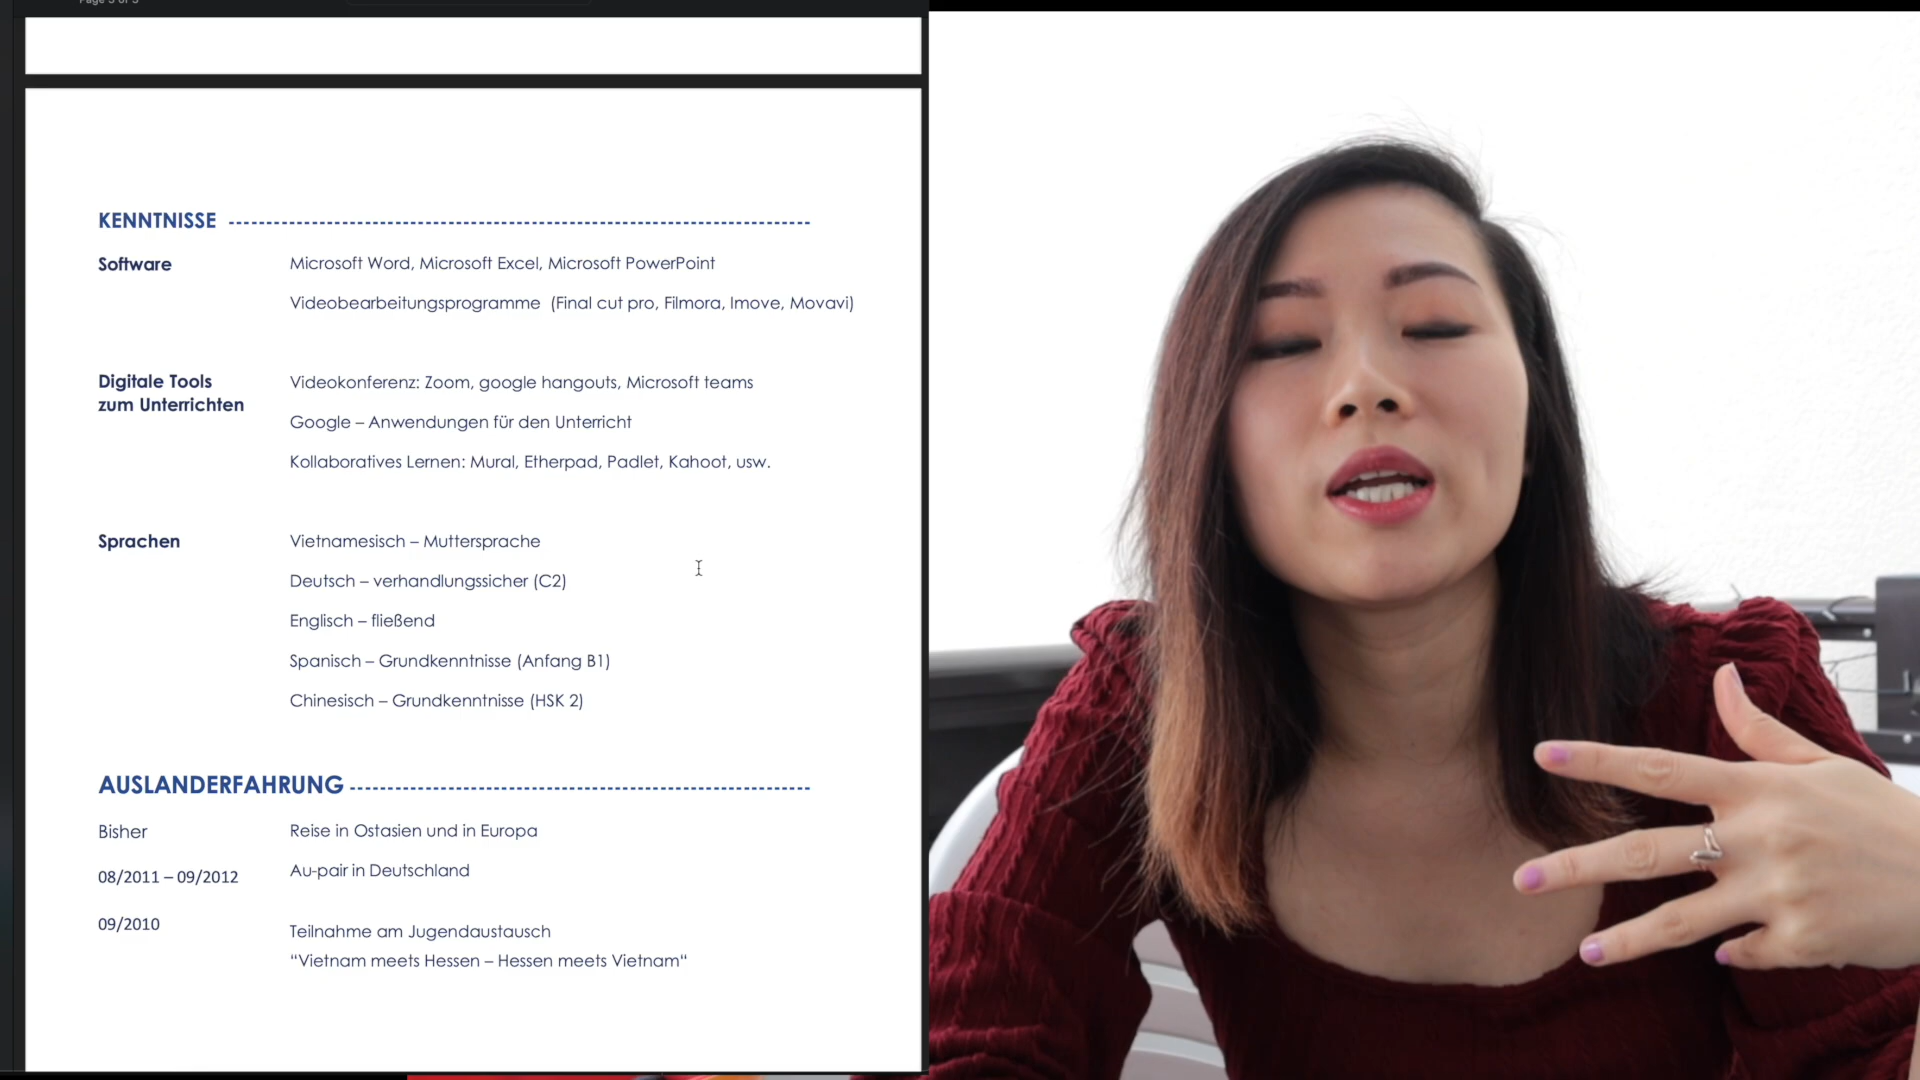 Page 3 of 3
KENNTNISSE
Software
Microsoft Word, Microsoft Excel, Microsoft PowerPoint
Videobearbeitungsprogramme (Final cut pro, Filmora, Imove, Movavi)
Digitale Tools
zum Unterrichten
Videokonferenz: Zoom, google hangouts, Microsoft teams
Google – Anwendungen für den Unterricht
Kollaboratives Lernen: Mural, Etherpad, Padlet, Kahoot, usw.
Sprachen
Vietnamesisch – Muttersprache
Deutsch – verhandlungssicher (C2)
Englisch – fließend
Spanisch – Grundkenntnisse (Anfang B1)
Chinesisch – Grundkenntnisse (HSK 2)
AUSLANDERFAHRUNG
Bisher
Reise in Ostasien und in Europa
08/2011 – 09/2012
Au-pair in Deutschland
09/2010
Teilnahme am Jugendaustausch
“Vietnam meets Hessen – Hessen meets Vietnam“